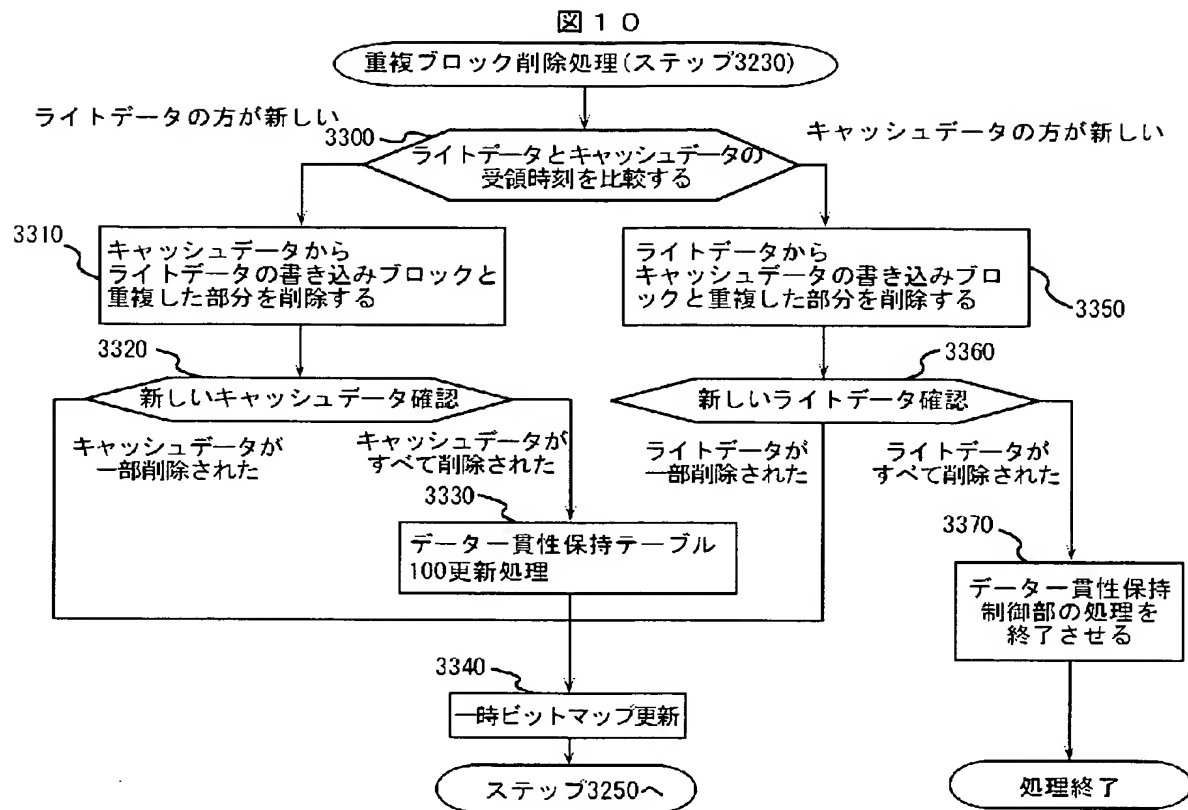 図１０
重複ブロック削除処理(ステップ3230)
ライトデータの方が新しい
3300
キャッシュデータの方が新しい
ライトデータとキャッシュデータの
受領時刻を比較する
3310
キャッシュデータから
ライトデータの書き込みブロックと
重複した部分を削除する
ライトデータから
キャッシュデータの書き込みブロ
ックと重複した部分を削除する
3350
3320
新しいキャッシュデータ確認
3360
新しいライトデータ確認
キャッシュデータが
一部削除された
キャッシュデータが
すべて削除された
ライトデータが
一部削除された
ライトデータが
すべて削除された
3330
データ一貫性保持テーブル
100更新処理
3370
データ一貫性保持
制御部の処理を
終了させる
3340
一時ビットマップ更新
ステップ3250へ
処理終了